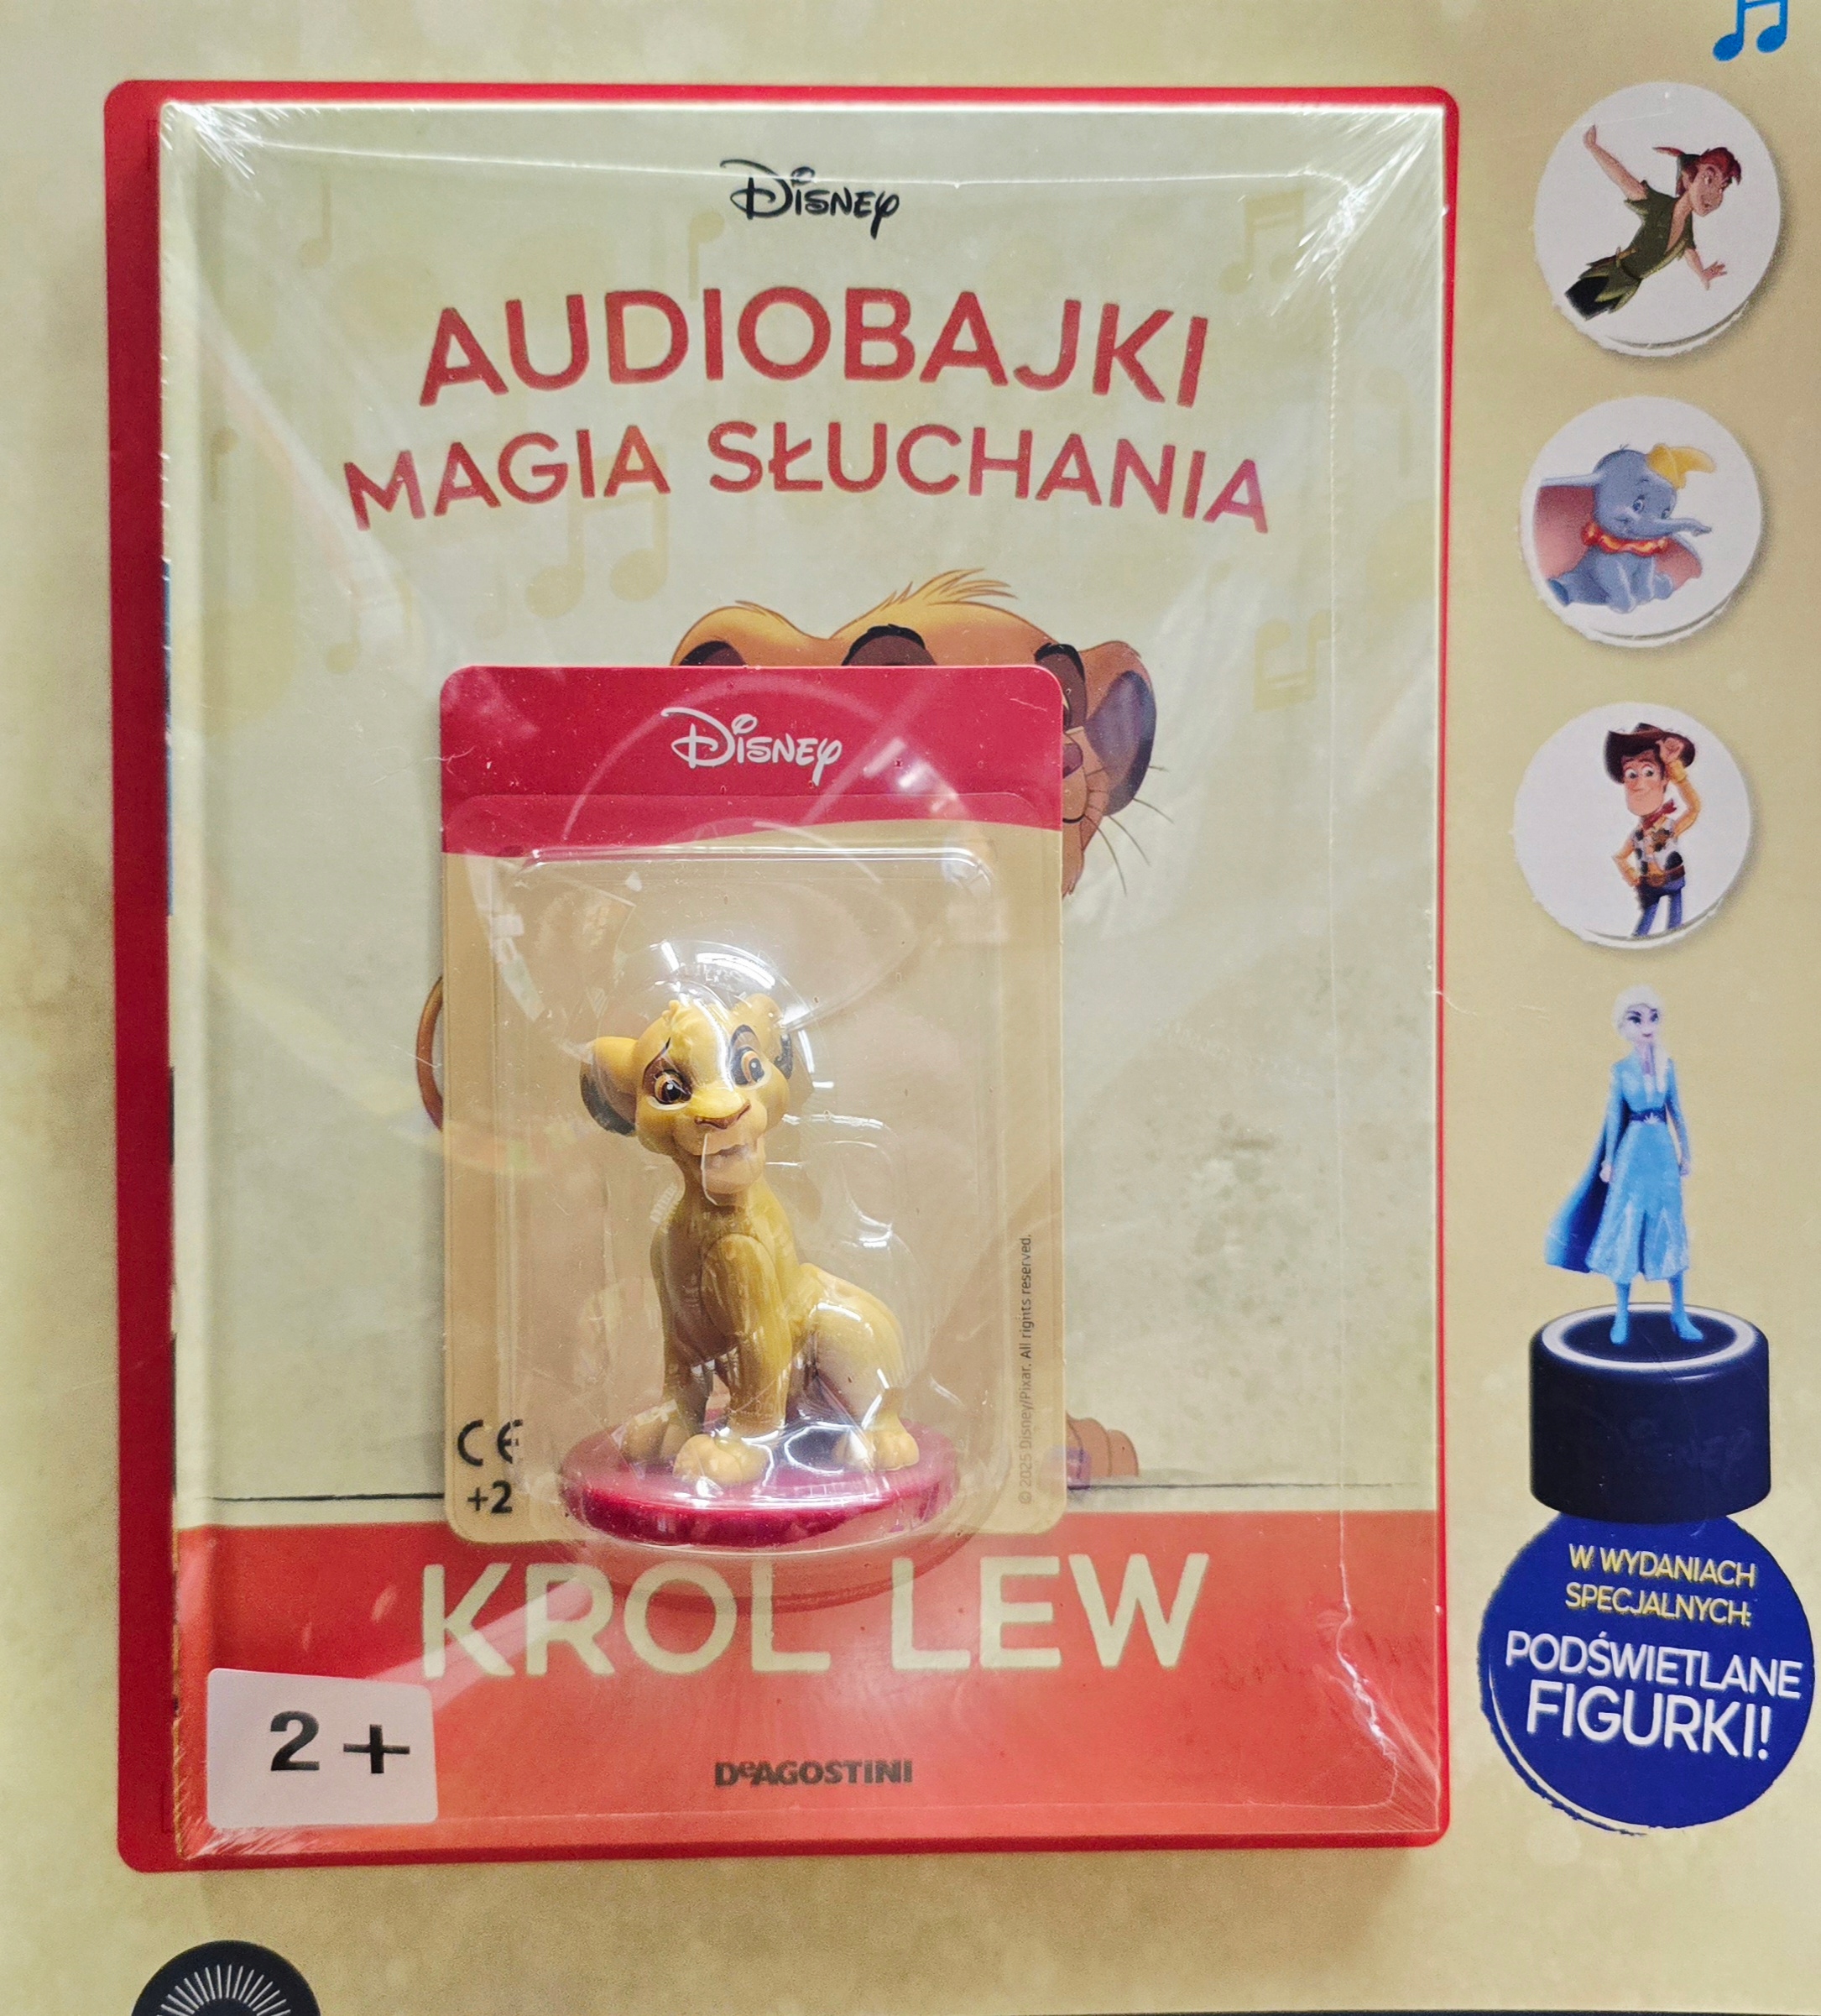 Disney
AUDIOBAJKI
MAGIA SŁUCHANIA
Disney
© 2025 Disney/Pixar. All rights reserved.
CE
+2
KROL LEW
2+
DeAGOSTINI
W WYDANIACH
SPECJALNYCH:
PODŚWIETLANE
FIGURKI!